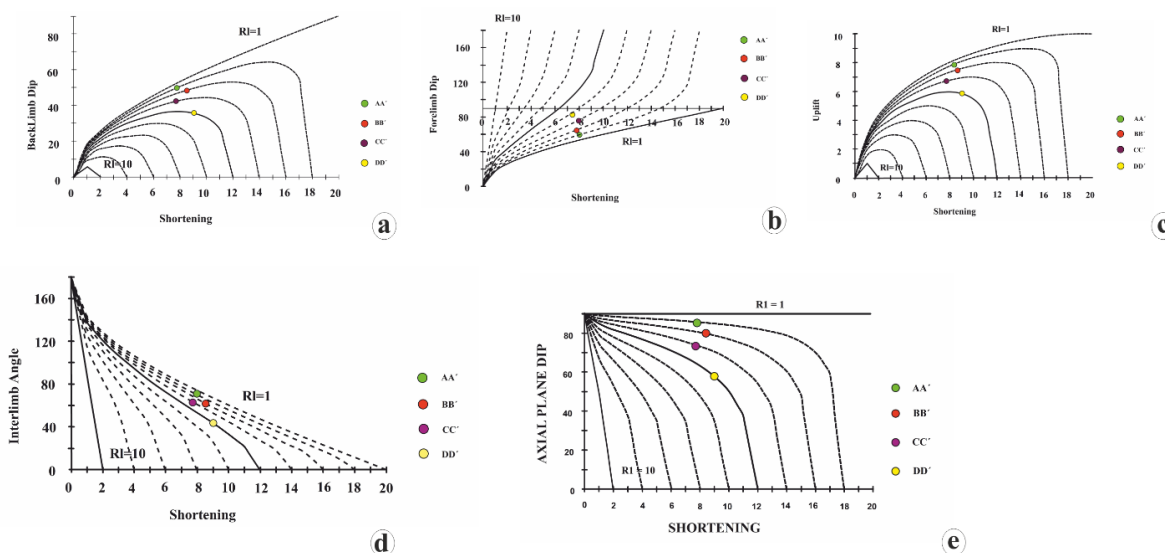 BackLimb Dip
100
80
60
40
20
0
Rl=1
Rl=10
0 2 4 6 8 10 12 14 16 18 20
Shortening
AA´
BB´
CC´
DD´
a
Forelimb Dip
160
120
80
40
0
Rl=10
0 2 4 6 8 10 12 14 16 18 20
Rl=1
Shortening
AA´
BB´
CC´
DD´
b
Uplift
10
8
6
4
2
0
Rl=1
Rl=10
0 2 4 6 8 10 12 14 16 18 20
Shortening
AA´
BB´
CC´
DD´
c
Interlimb Angle
160
120
80
40
0
Rl=1
Rl=10
0 2 4 6 8 10 12 14 16 18 20
Shortening
AA´
BB´
CC´
DD´
d
AXIAL PLANE DIP
80
60
40
20
0
R1 = 1
R1 = 10
0 2 4 6 8 10 12 14 16 18 20
SHORTENING
AA´
BB´
CC´
DD´
e